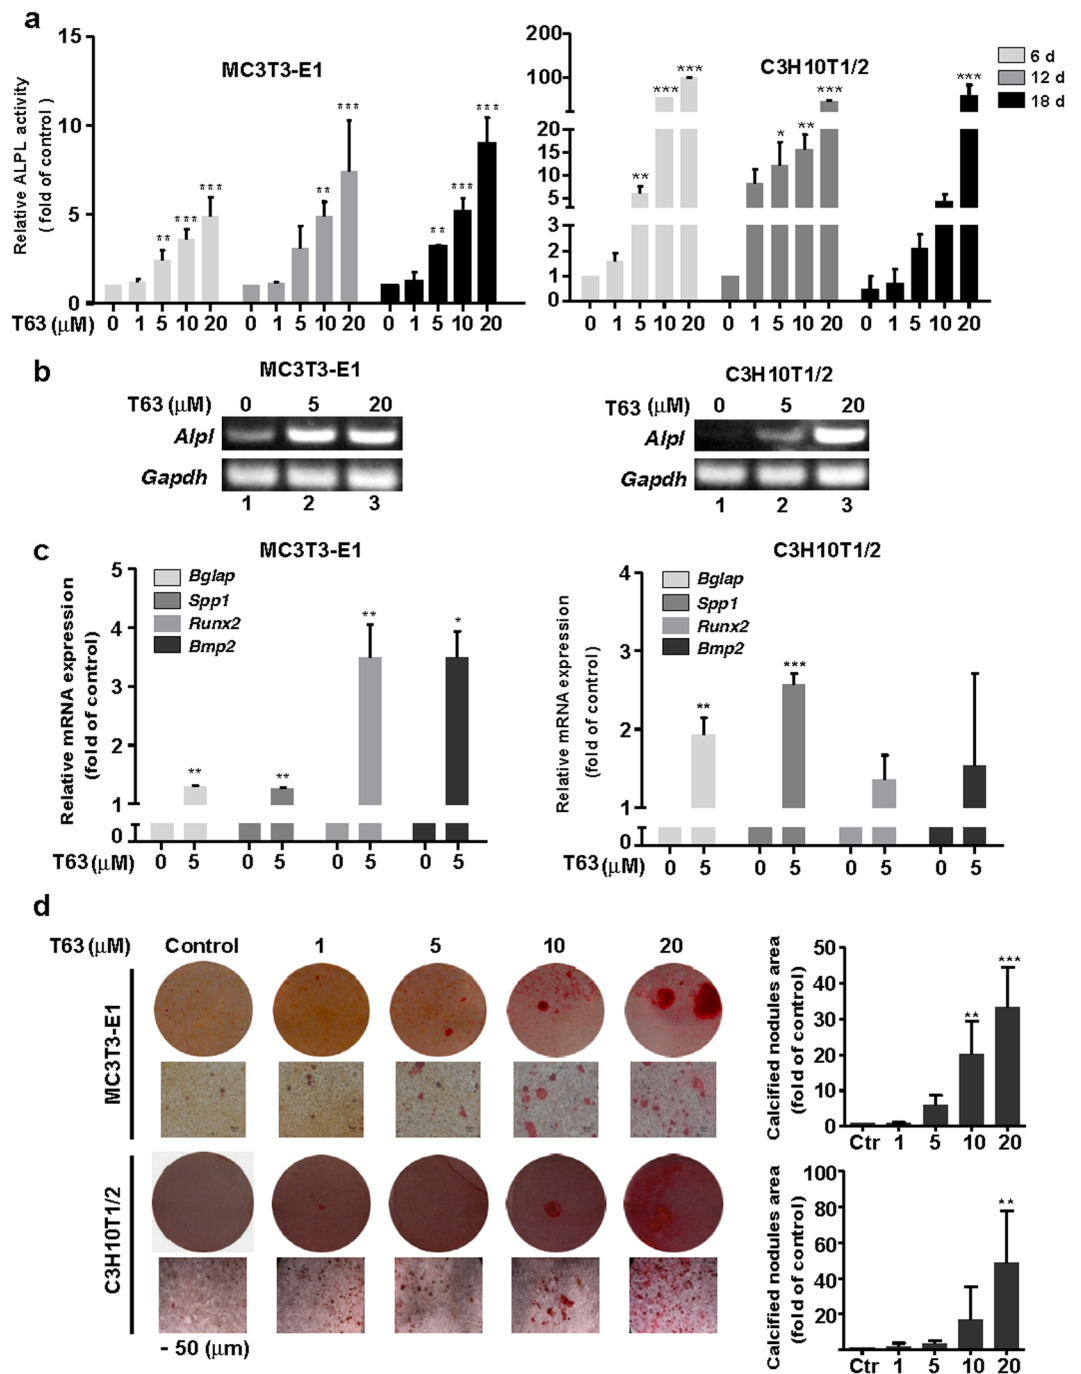 a
MC3T3-E1
Relative ALPL activity
( fold of control)
15
10
5
0
** *** ***
** ***
** *** ***
T63 (μM) 0 1 5 10 20 0 1 5 10 20 0 1 5 10 20
C3H10T1/2
6 d
12 d
18 d
200
100
20
15
10
5
3
2
1
0
** *** ***
* ** ***
***
0 1 5 10 20 0 1 5 10 20 0 1 5 10 20
b
MC3T3-E1
T63 (μM) 0 5 20
Alpl
Gapdh
1 2 3
C3H10T1/2
T63 (μM) 0 5 20
Alpl
Gapdh
1 2 3
c
MC3T3-E1
Relative mRNA expression
(fold of control)
5
4
3
2
1
0
Bglap
Spp1
Runx2
Bmp2
** ** ** *
T63 (μM) 0 5 0 5 0 5 0 5
C3H10T1/2
Relative mRNA expression
(fold of control)
4
3
2
1
0
Bglap
Spp1
Runx2
Bmp2
** ***
T63 (μM) 0 5 0 5 0 5 0 5
d
T63 (μM) Control 1 5 10 20
MC3T3-E1
C3H10T1/2
- 50 (μm)
Calcified nodules area
(fold of control)
50
40
30
20
10
0
** ***
Ctr 1 5 10 20
Calcified nodules area
(fold of control)
100
80
60
40
20
**
Ctr 1 5 10 20